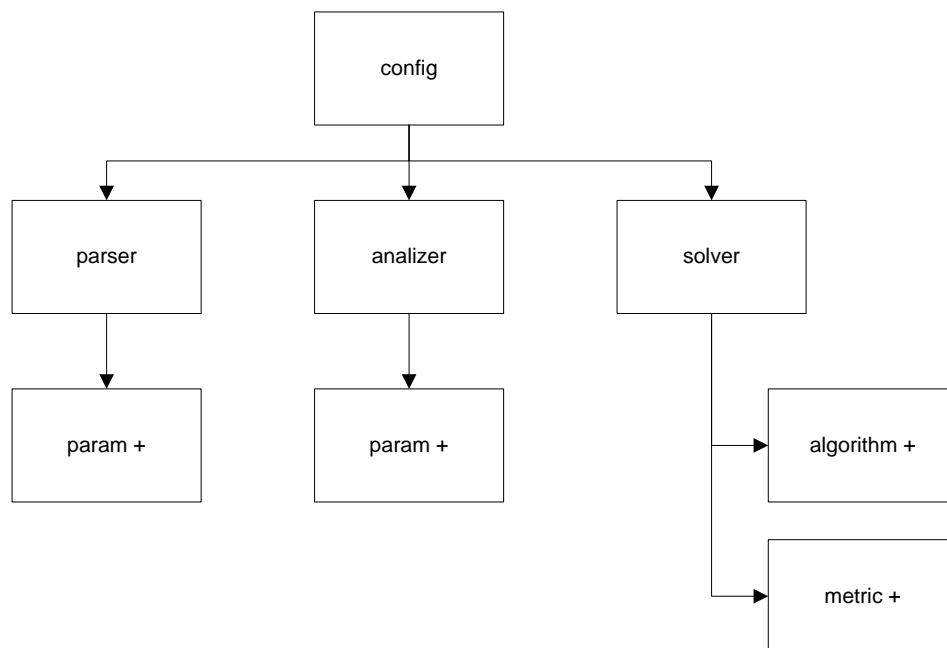 config
parser
analizer
solver
param +
param +
algorithm +
metric +